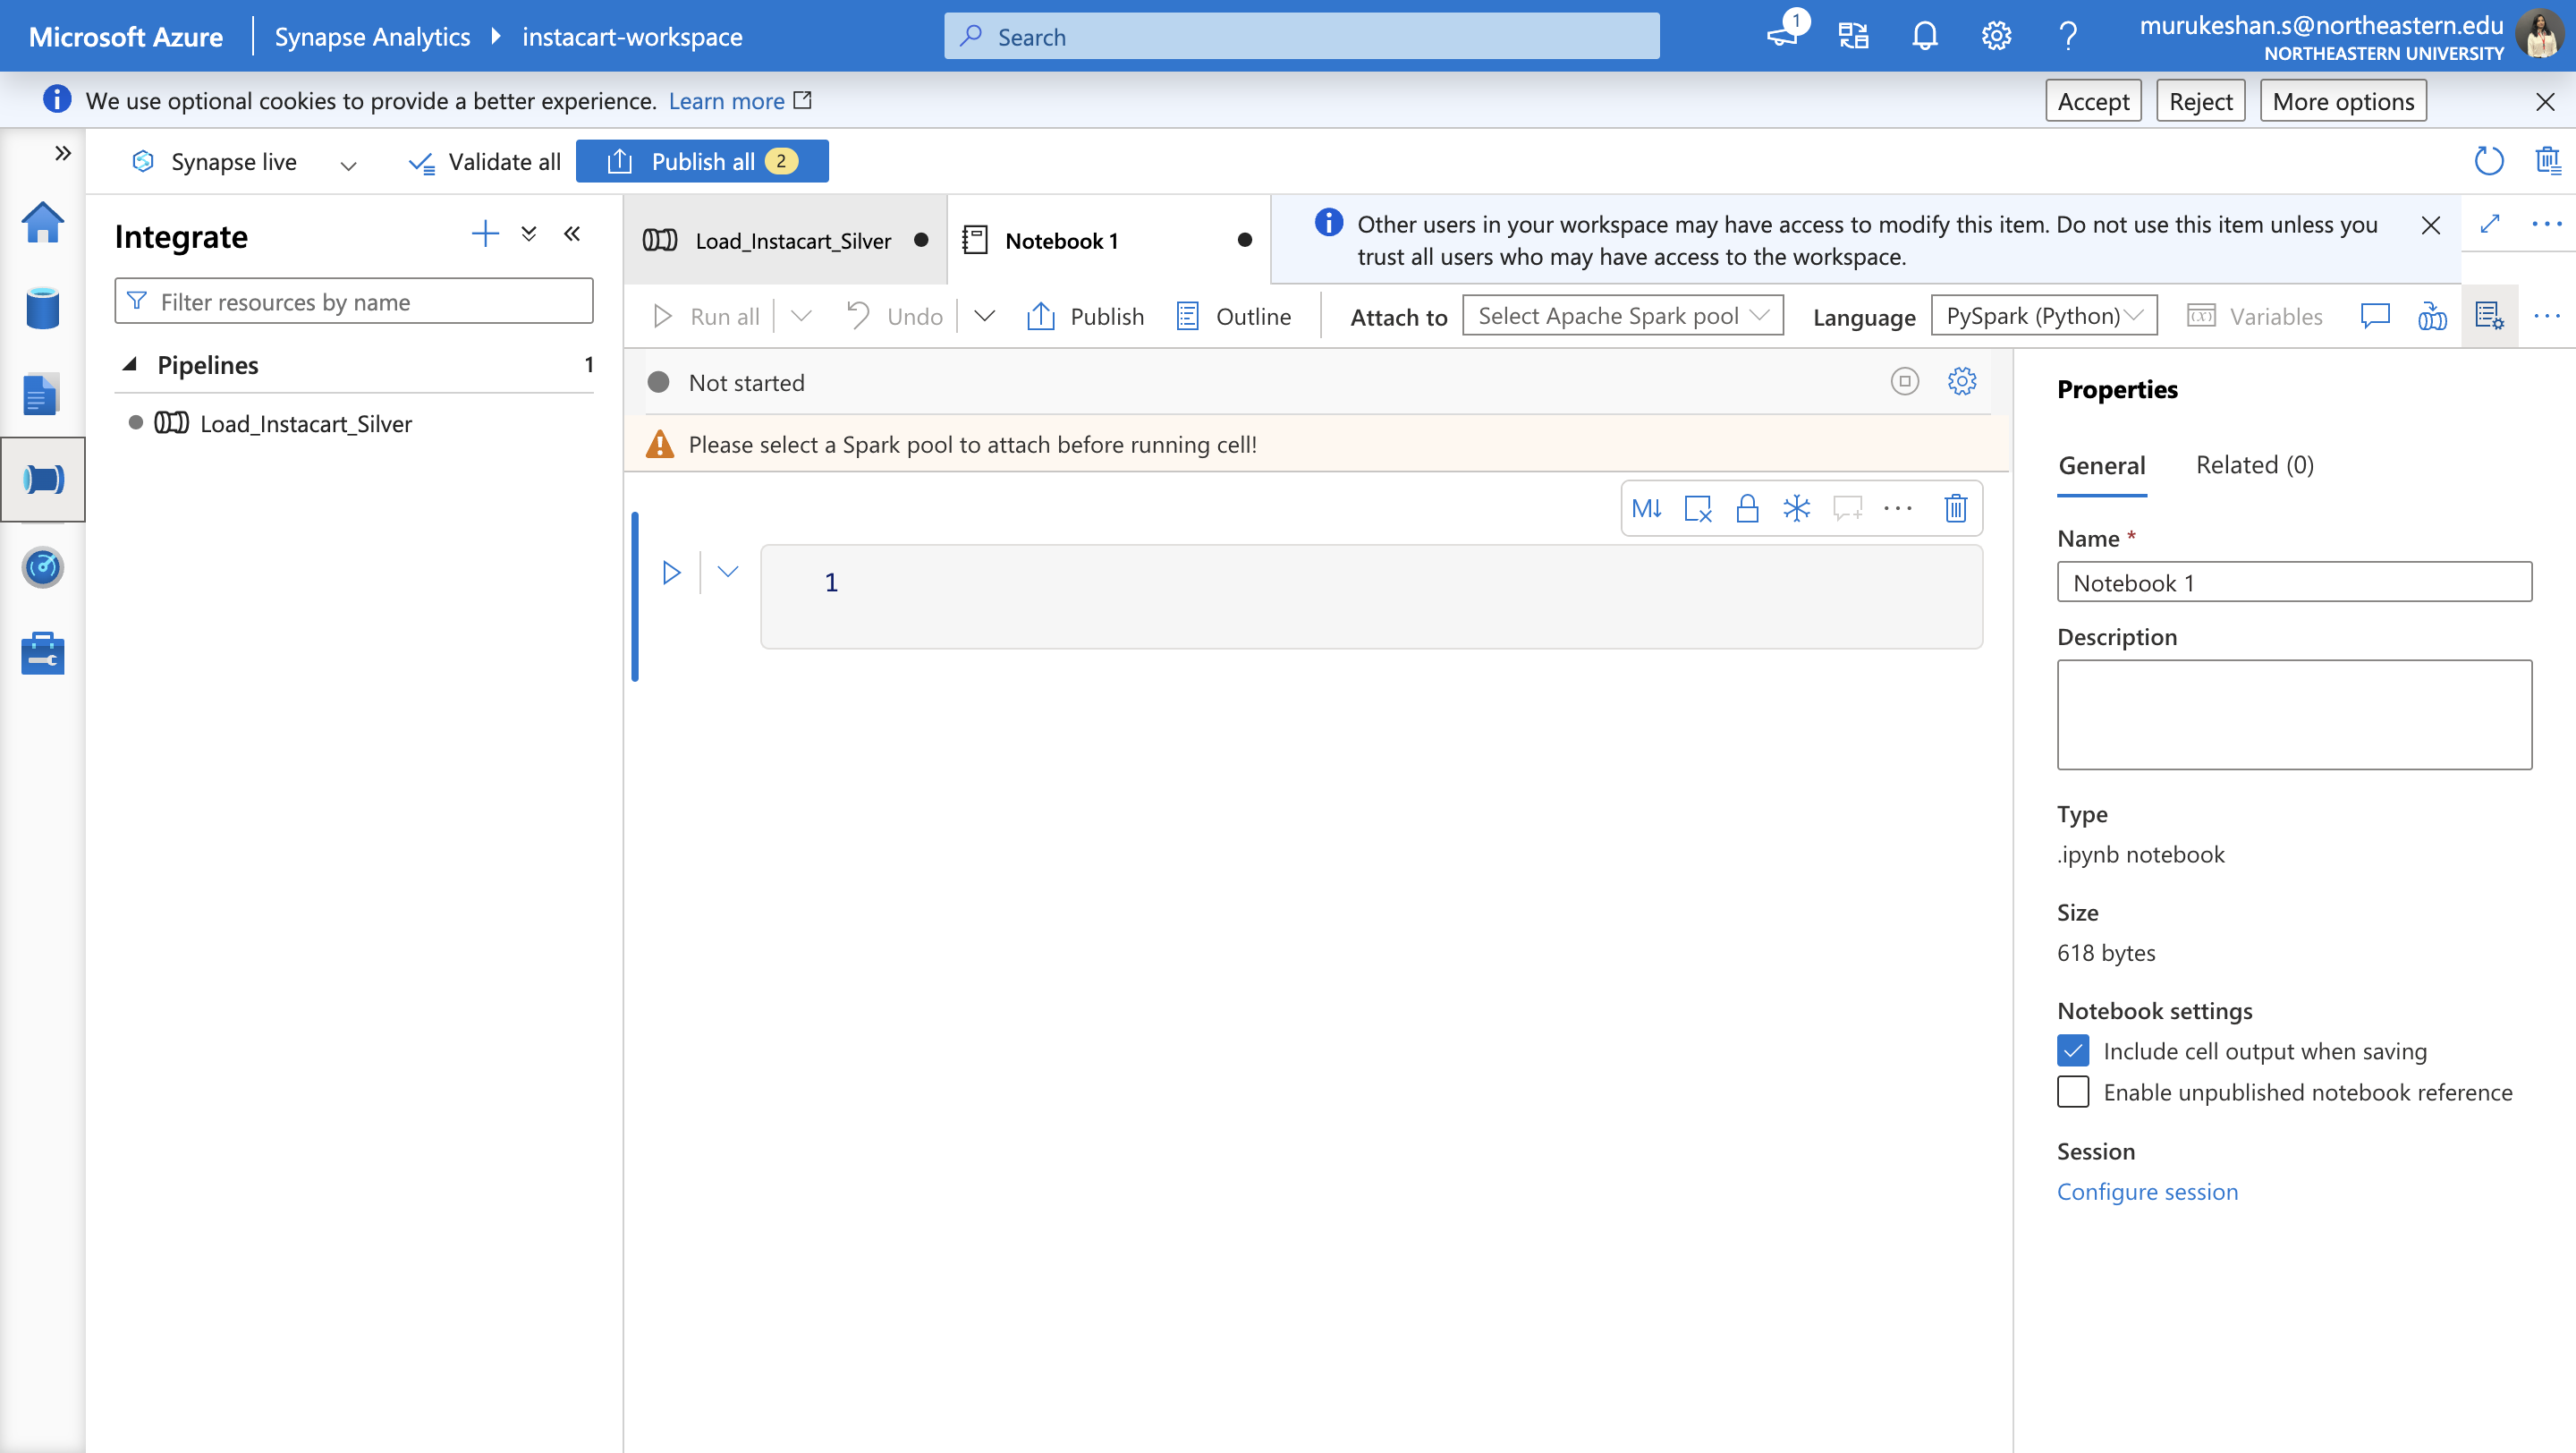 Microsoft Azure
Synapse Analytics
instacart-workspace
Search
1
murukeshan.s@northeastern.edu
NORTHEASTERN UNIVERSITY
We use optional cookies to provide a better experience. Learn more
Accept
Reject
More options
Synapse live
Validate all
Publish all 2
Integrate
Filter resources by name
Pipelines 1
Load_Instacart_Silver
Load_Instacart_Silver
Notebook 1
Other users in your workspace may have access to modify this item. Do not use this item unless you
trust all users who may have access to the workspace.
Run all
Undo
Publish
Outline
Attach to
Select Apache Spark pool
Language
PySpark (Python)
Variables
Not started
Please select a Spark pool to attach before running cell!
M↓
1
Properties
General
Related (0)
Name *
Notebook 1
Description
Type
.ipynb notebook
Size
618 bytes
Notebook settings
Include cell output when saving
Enable unpublished notebook reference
Session
Configure session